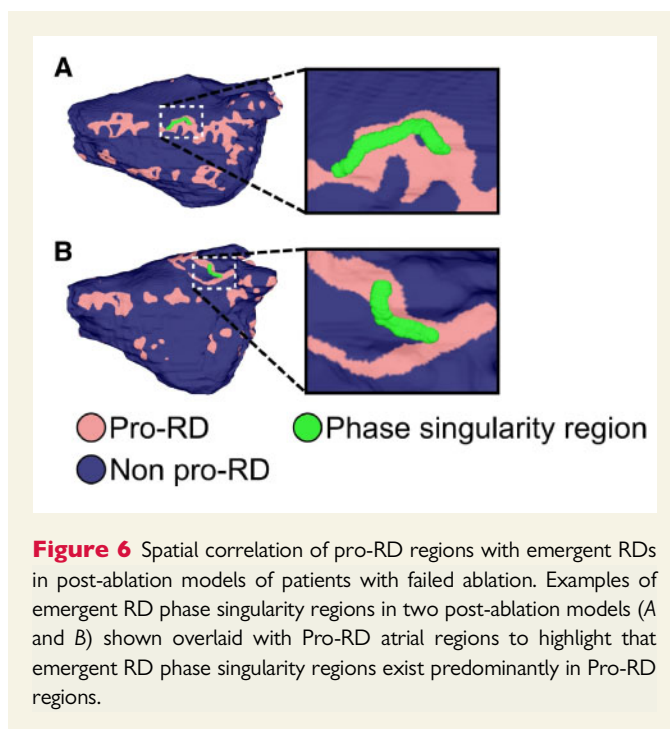 A
B
Pro-RD
Phase singularity region
Non pro-RD
Figure 6 Spatial correlation of pro-RD regions with emergent RDs
in post-ablation models of patients with failed ablation. Examples of
emergent RD phase singularity regions in two post-ablation models (A
and B) shown overlaid with Pro-RD atrial regions to highlight that
emergent RD phase singularity regions exist predominantly in Pro-RD
regions.